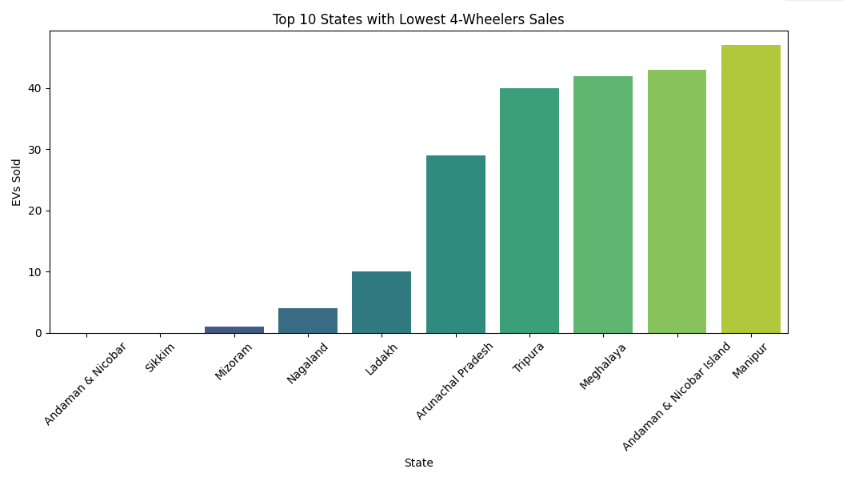 Top 10 States with Lowest 4-Wheelers Sales
EVs Sold
40
30
20
10
0
Andaman & Nicobar
Sikkim
Mizoram
Nagaland
Ladakh
Arunachal Pradesh
Tripura
Meghalaya
Andaman & Nicobar Island
Manipur
State